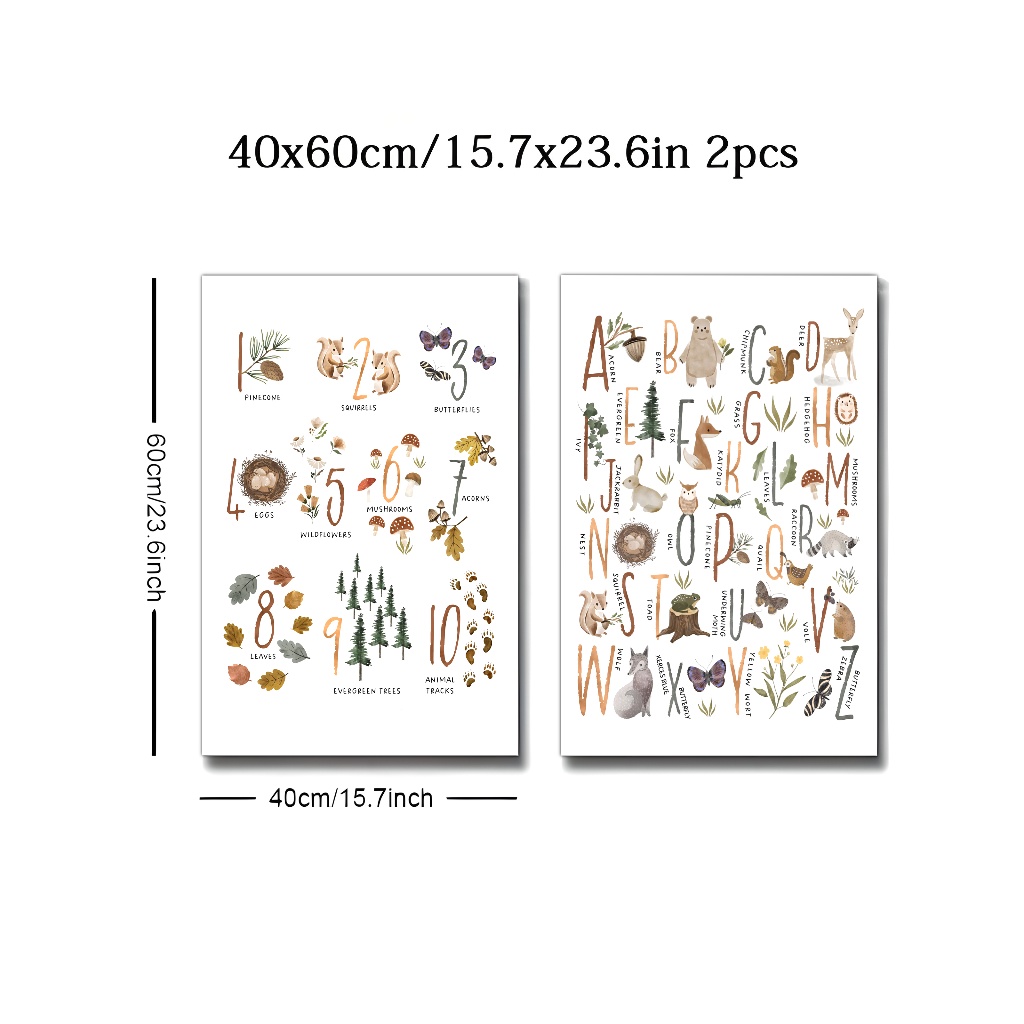 40x60cm/15.7x23.6in 2pcs
60cm/23.6inch
40cm/15.7inch
1
PINECONE
2
SQUIRRELS
3
BUTTERFLIES
4
EGGS
5
WILDFLOWERS
6
MUSHROOMS
7
ACORNS
8
LEAVES
9
EVERGREEN TREES
10
ANIMAL
TRACKS
A
ACORN
B
BEAR
C
CHIPMUNK
D
DEER
E
EVERGREEN
F
FOX
G
GRASS
H
HEDGEHOG
I
IVY
J
JACKRABBIT
K
KATYDID
L
LEAVES
M
MUSHROOMS
N
NEST
O
OWL
P
PINECONE
Q
QUAIL
R
RACCOON
S
SQUIRREL
T
TOAD
U
UNDERWING
MOTH
V
VOLE
W
WOLF
X
XERCES BLUE
BUTTERFLY
Y
YELLOW WORT
Z
ZEBRA
BUTTERFLY